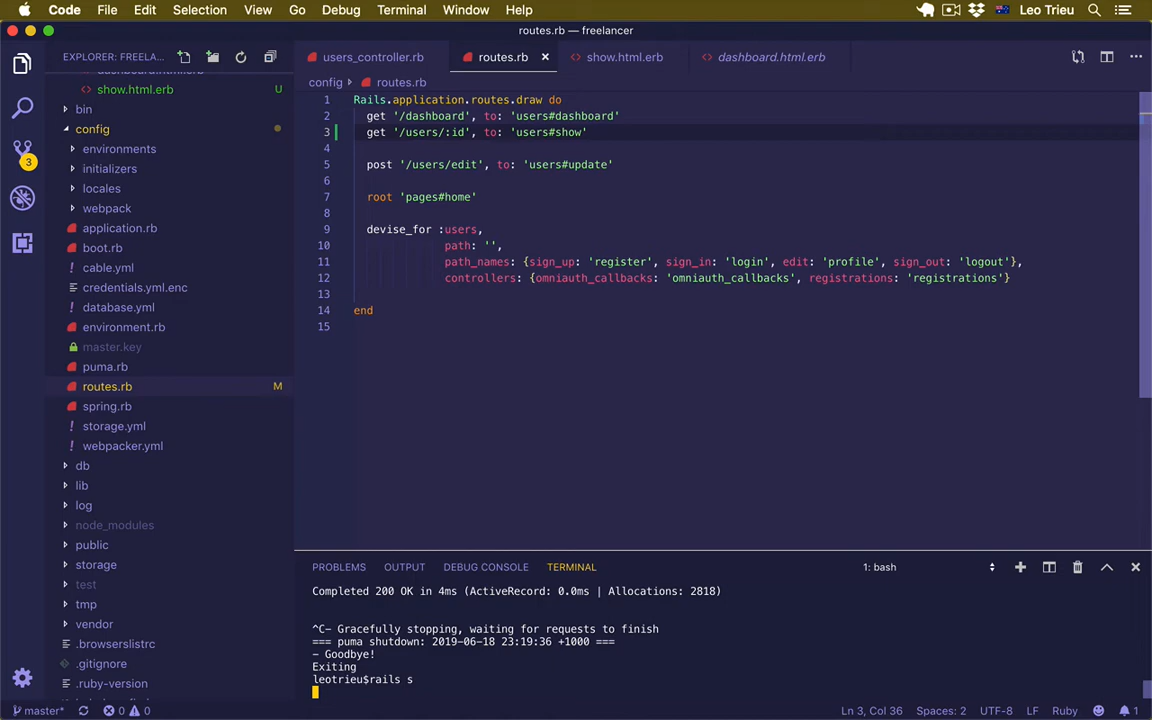 Code File Edit Selection View Go Debug Terminal Window Help Leo Trieu
routes.rb — freelancer
EXPLORER: FREELA...
users_controller.rb routes.rb × <> show.html.erb <> dashboard.html.erb
config routes.rb
<> show.html.erb U
bin
config
environments
initializers
locales
webpack
application.rb
boot.rb
! cable.yml
credentials.yml.enc
! database.yml
environment.rb
master.key
puma.rb
routes.rb M
spring.rb
! storage.yml
! webpacker.yml
db
lib
log
node_modules
public
storage
test
tmp
vendor
.browserslistrc
.gitignore
.ruby-version
3
1 Rails.application.routes.draw do
2 get '/dashboard', to: 'users#dashboard'
3 get '/users/:id', to: 'users#show'
4
5 post '/users/edit', to: 'users#update'
6
7 root 'pages#home'
8
9 devise_for :users,
10 path: '',
11 path_names: {sign_up: 'register', sign_in: 'login', edit: 'profile', sign_out: 'logout'},
12 controllers: {omniauth_callbacks: 'omniauth_callbacks', registrations: 'registrations'}
13
14 end
15
PROBLEMS OUTPUT DEBUG CONSOLE TERMINAL 1: bash
Completed 200 OK in 4ms (ActiveRecord: 0.0ms | Allocations: 2818)
^C- Gracefully stopping, waiting for requests to finish
=== puma shutdown: 2019-06-18 23:19:36 +1000 ===
- Goodbye!
Exiting
leotrieu$rails s
master* 0 0 Ln 3, Col 36 Spaces: 2 UTF-8 LF Ruby 1